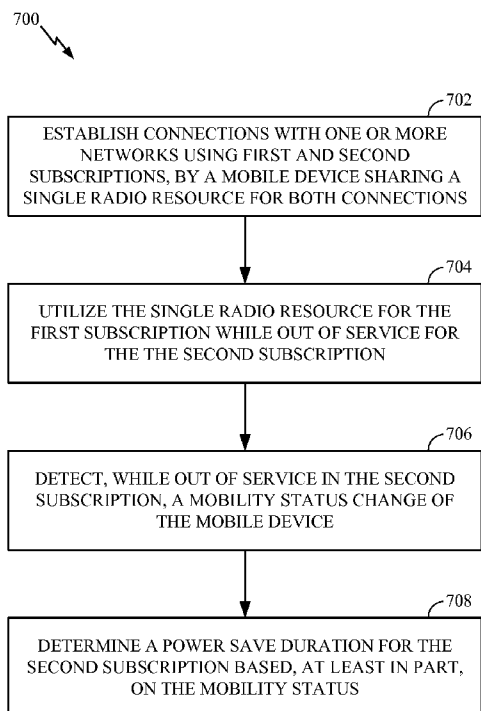 700
702
ESTABLISH CONNECTIONS WITH ONE OR MORE
NETWORKS USING FIRST AND SECOND
SUBSCRIPTIONS, BY A MOBILE DEVICE SHARING A
SINGLE RADIO RESOURCE FOR BOTH CONNECTIONS
704
UTILIZE THE SINGLE RADIO RESOURCE FOR THE
FIRST SUBSCRIPTION WHILE OUT OF SERVICE FOR
THE THE SECOND SUBSCRIPTION
706
DETECT, WHILE OUT OF SERVICE IN THE SECOND
SUBSCRIPTION, A MOBILITY STATUS CHANGE OF
THE MOBILE DEVICE
708
DETERMINE A POWER SAVE DURATION FOR THE
SECOND SUBSCRIPTION BASED, AT LEAST IN PART,
ON THE MOBILITY STATUS